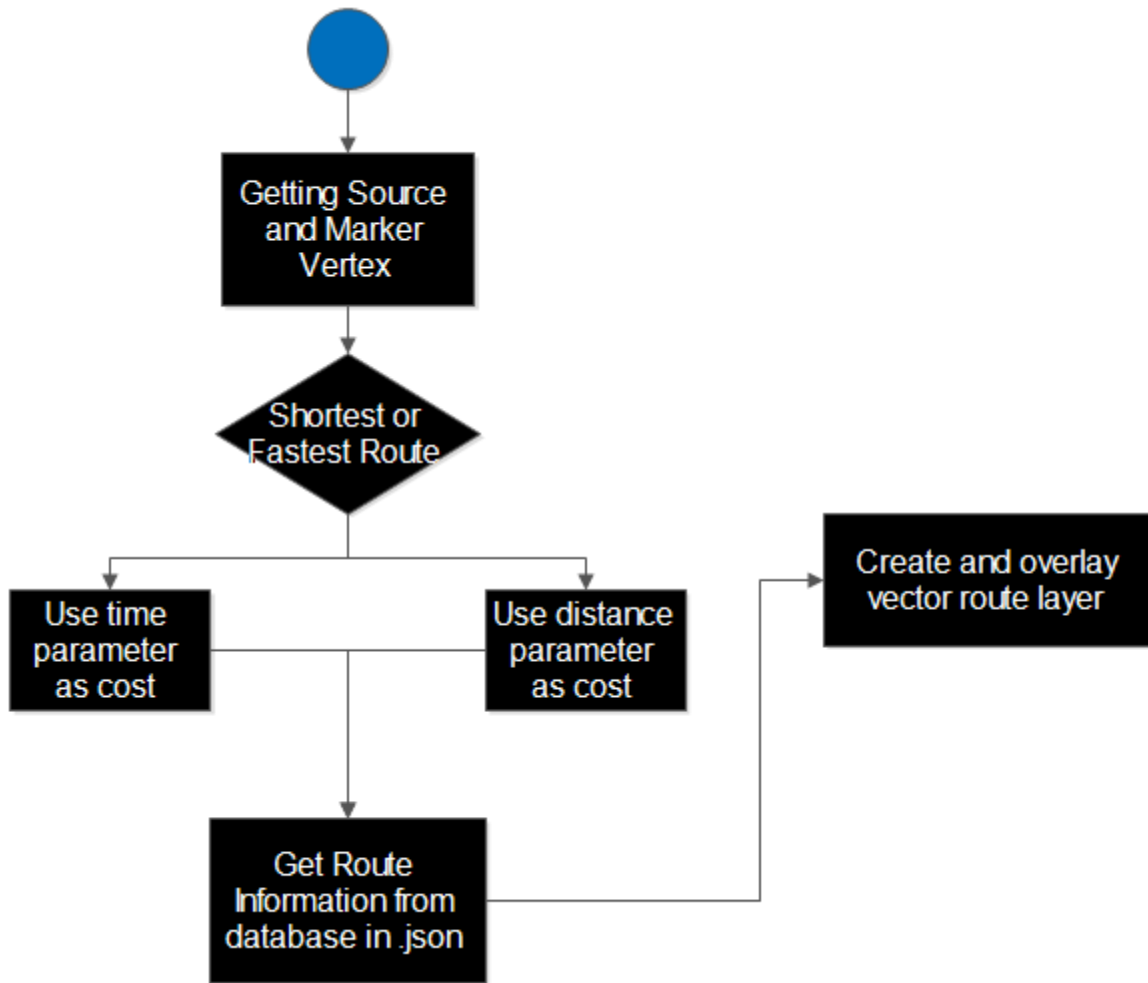 Getting Source
and Marker
Vertex
Shortest or
Fastest Route
Use time
parameter
as cost
Use distance
parameter
as cost
Create and overlay
vector route layer
Get Route
Information from
database in .json